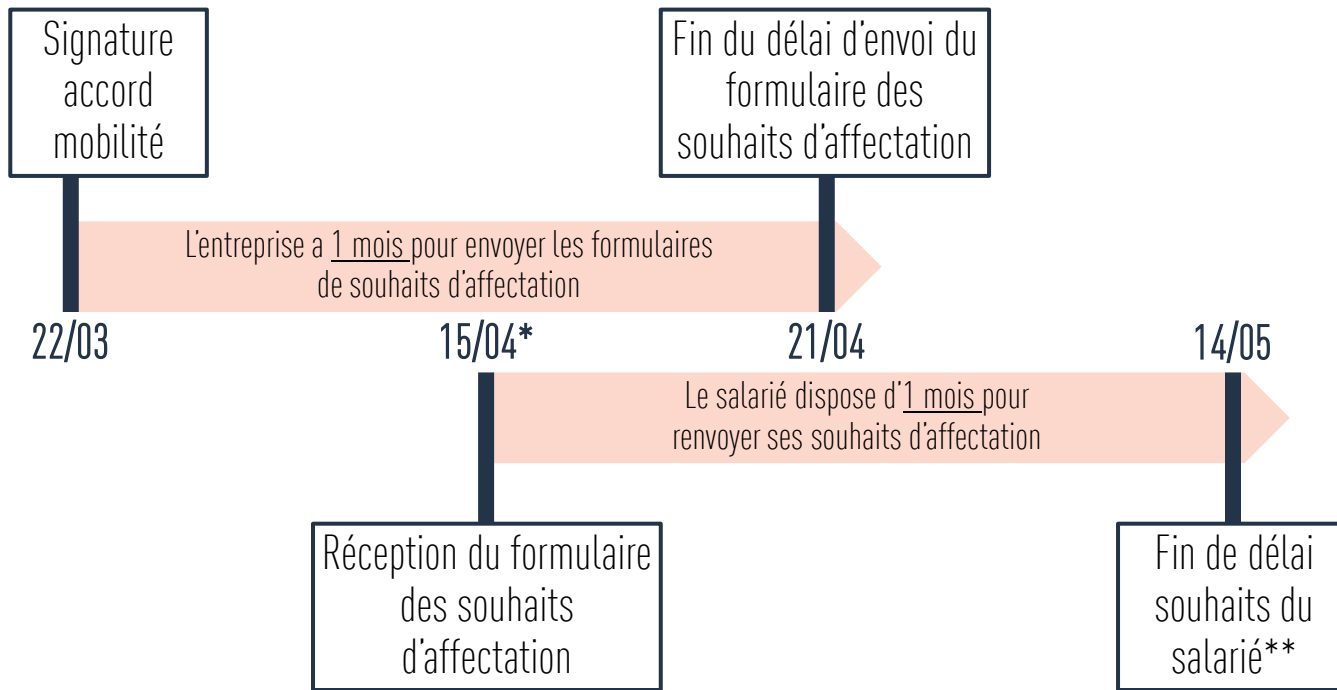 Signature
accord
mobilité
Fin du délai d'envoi du
formulaire des
souhaits d'affectation
L'entreprise a 1 mois pour envoyer les formulaires
de souhaits d'affectation
22/03
15/04*
21/04
14/05
Le salarié dispose d'1 mois pour
renvoyer ses souhaits d'affectation
Réception du formulaire
des souhaits
d'affectation
Fin de délai
souhaits du
salarié**